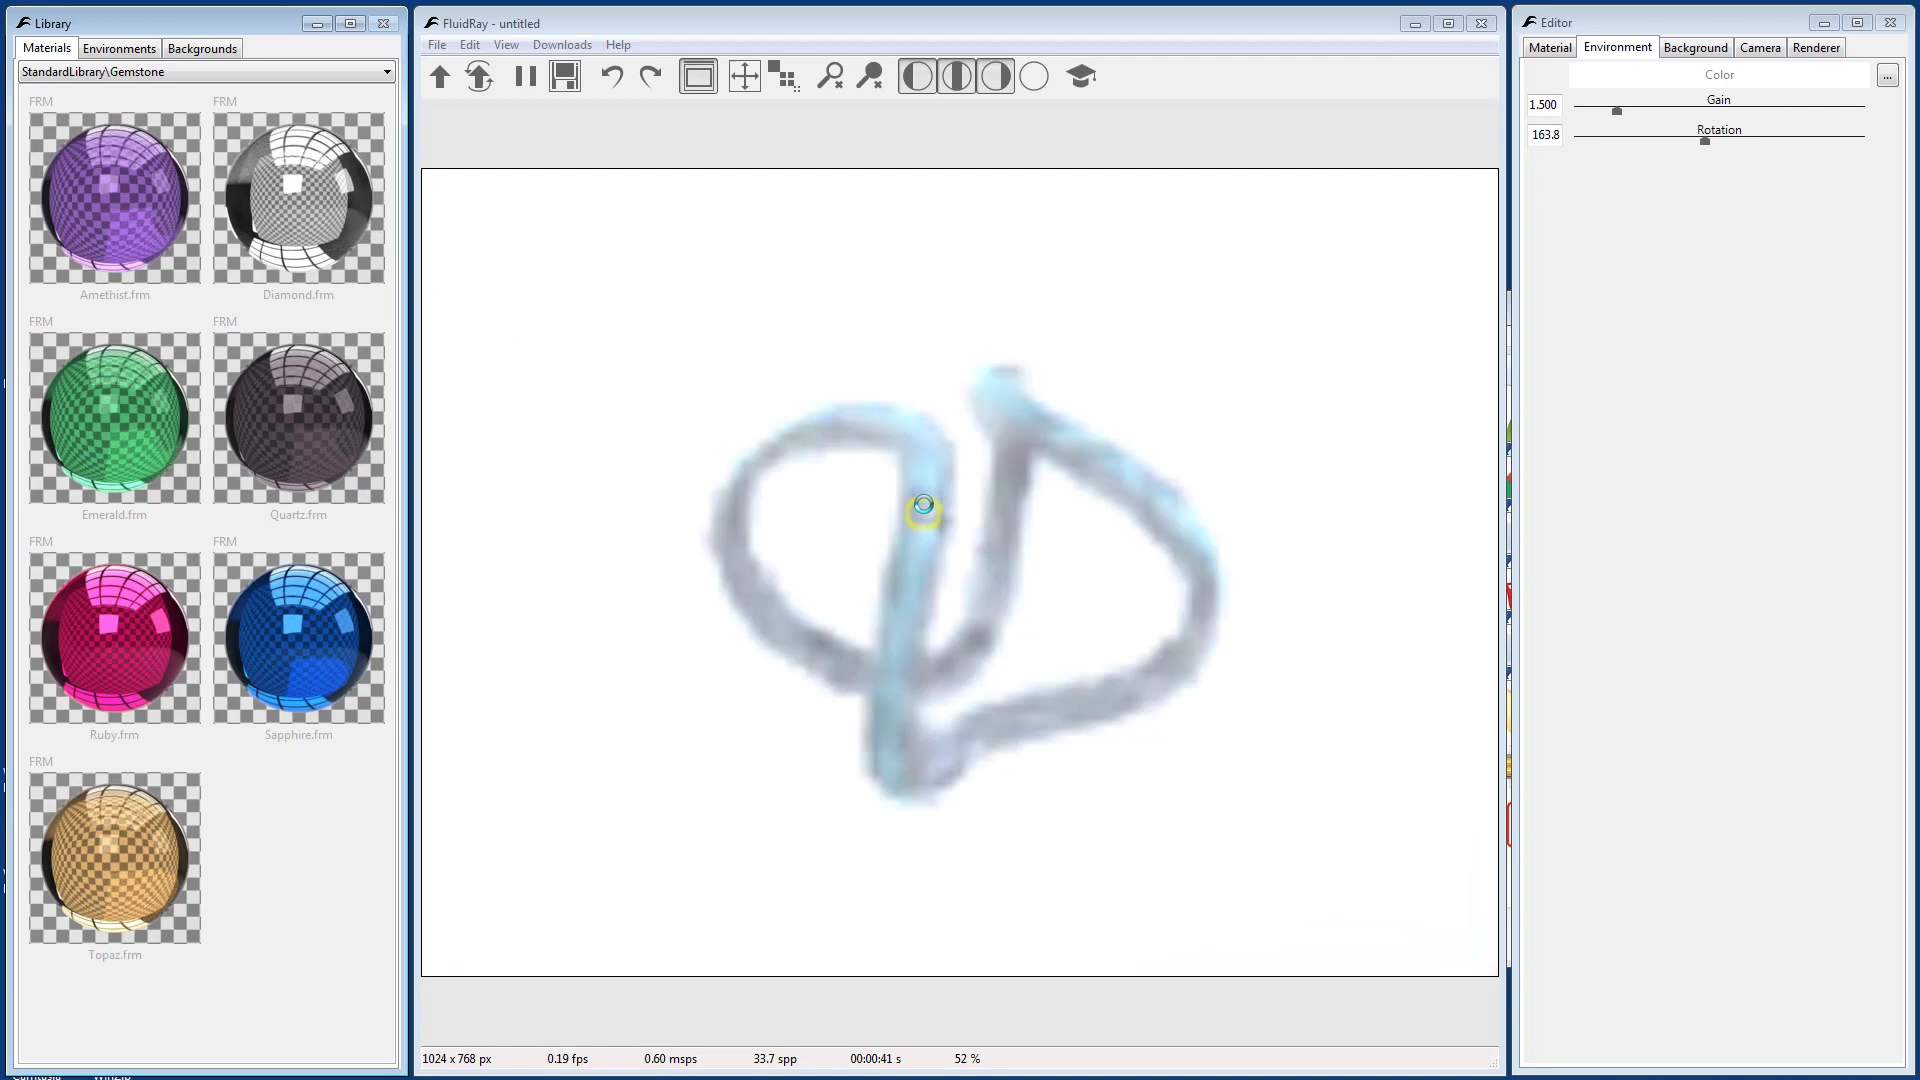 Library
Materials Environments Backgrounds
StandardLibrary\Gemstone
FRM FRM
Amethist.frm Diamond.frm
FRM FRM
Emerald.frm Quartz.frm
FRM FRM
Ruby.frm Sapphire.frm
FRM
Topaz.frm
FluidRay - untitled
File Edit View Downloads Help
1024 x 768 px 0.19 fps 0.60 msps 33.7 spp 00:00:41 s 52 %
Editor
Material Environment Background Camera Renderer
Color ...
1.500 Gain
163.8 Rotation